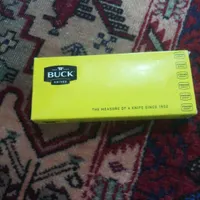 BUCK
KNIVES
THE MEASURE OF A KNIFE SINCE 1902